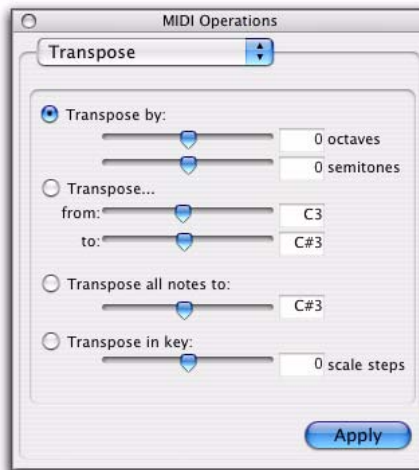 MIDI Operations
Transpose
Transpose by:
0 octaves
0 semitones
Transpose...
from: C3
to: C#3
Transpose all notes to:
C#3
Transpose in key:
0 scale steps
Apply